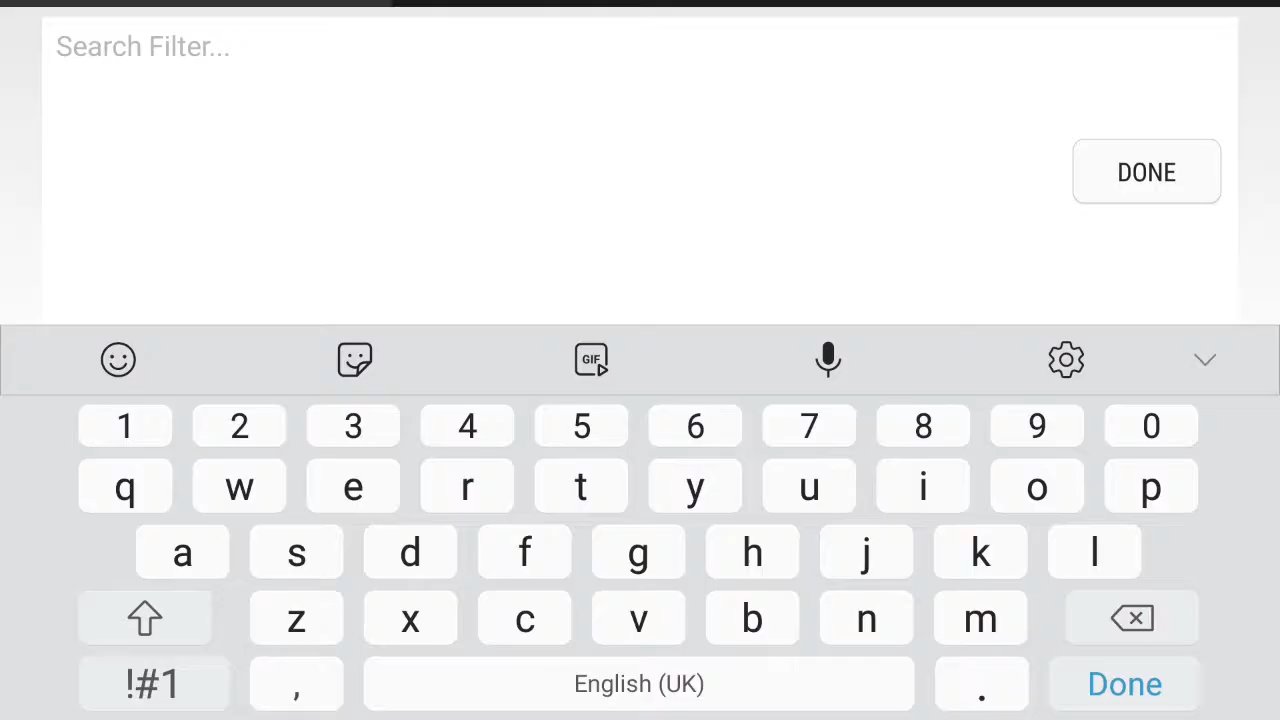 Search Filter...
DONE
GIF
1 2 3 4 5 6 7 8 9 0
q w e r t y u i o p
a s d f g h j k l
z x c v b n m
!#1 , English (UK) . Done